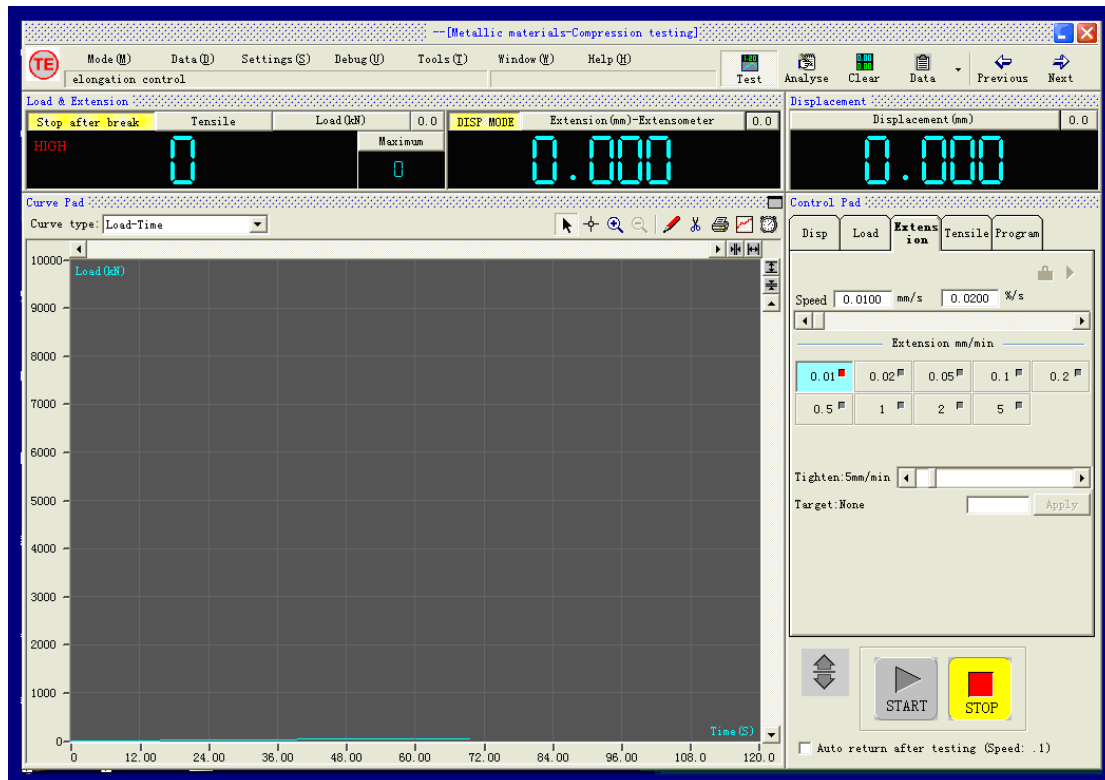 --[Metallic materials-Compression testing]
TE Mode(M) Data(D) Settings(S) Debug(U) Tools(T) Window(W) Help(H)
elongation control
Test Analyse Clear Data Previous Next
Load & Extension
Stop after break Tensile Load(kN) 0.0 DISP MODE Extension(mm)-Extensometer 0.0
HIGH 0 Maximum 0 0.000
Displacement
Displacement(mm) 0.0
0.000
Curve Pad
Curve type: Load-Time
Load(kN)
10000
9000
8000
7000
6000
5000
4000
3000
2000
1000
0
Time(S)
0 12.00 24.00 36.00 48.00 60.00 72.00 84.00 96.00 108.0 120.0
Control Pad
Disp Load Extension Tensile Program
Speed 0.0100 mm/s 0.0200 %/s
Extension mm/min
0.01 0.02 0.05 0.1 0.2
0.5 1 2 5
Tighten:5mm/min
Target:None Apply
START STOP
Auto return after testing (Speed: .1)